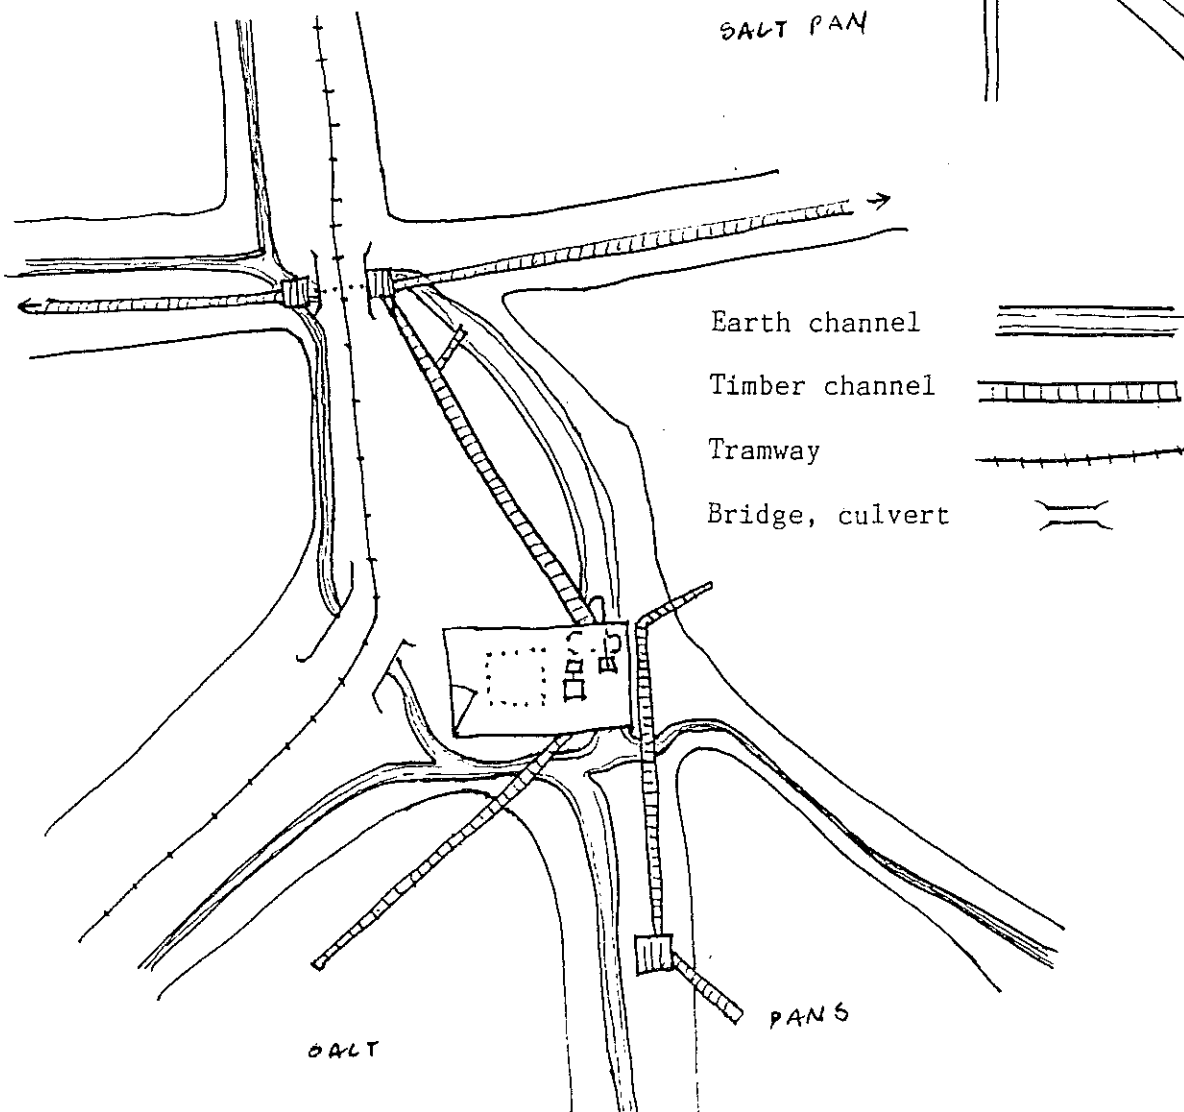 SALT PAN
Earth channel
Timber channel
Tramway
Bridge, culvert
PANS
SALT